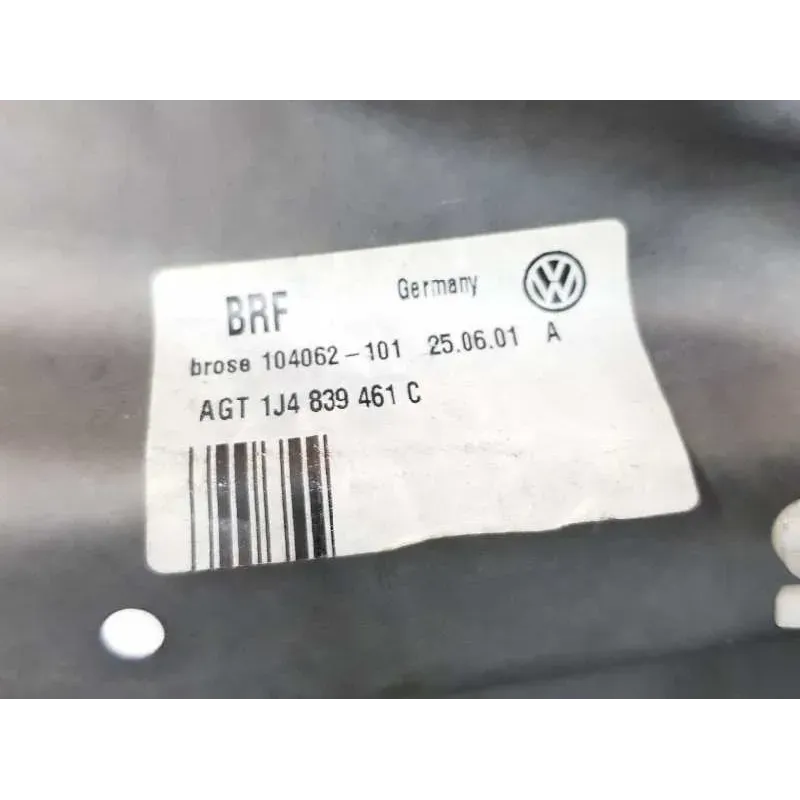 Germany
BRF
brose 104062-101 25.06.01 A
AGT 1J4 839 461 C